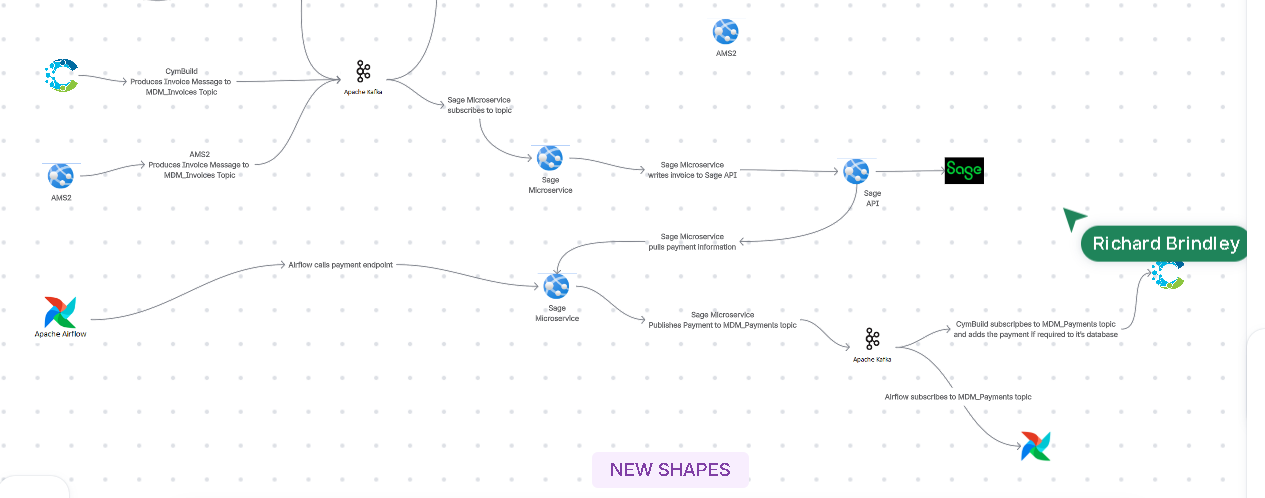 AMS2
CymBuild
Produces Invoice Message to
MDM_Invoices Topic
Apache Kafka
Sage Microservice
subscribes to topic
AMS2
Produces Invoice Message to
MDM_Invoices Topic
AMS2
Sage
Microservice
Sage Microservice
writes invoice to Sage API
Sage
API
Sage
Richard Brindley
Sage Microservice
pulls payment information
Airflow calls payment endpoint
Apache Airflow
Sage
Microservice
Sage Microservice
Publishes Payment to MDM_Payments topic
Apache Kafka
CymBuild subscripbes to MDM_Payments topic
and adds the payment if required to it's database
Airflow subscribes to MDM_Payments topic
NEW SHAPES